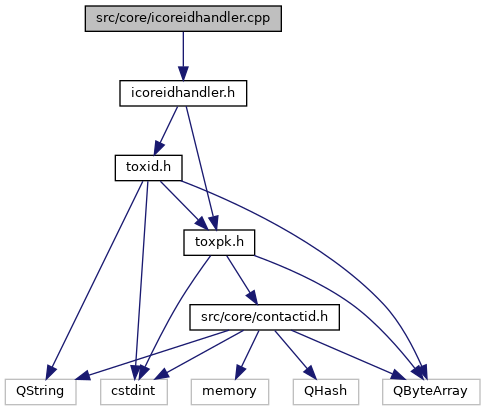 src/core/icoreidhandler.cpp
icoreidhandler.h
toxid.h
toxpk.h
src/core/contactid.h
QString
cstdint
memory
QHash
QByteArray